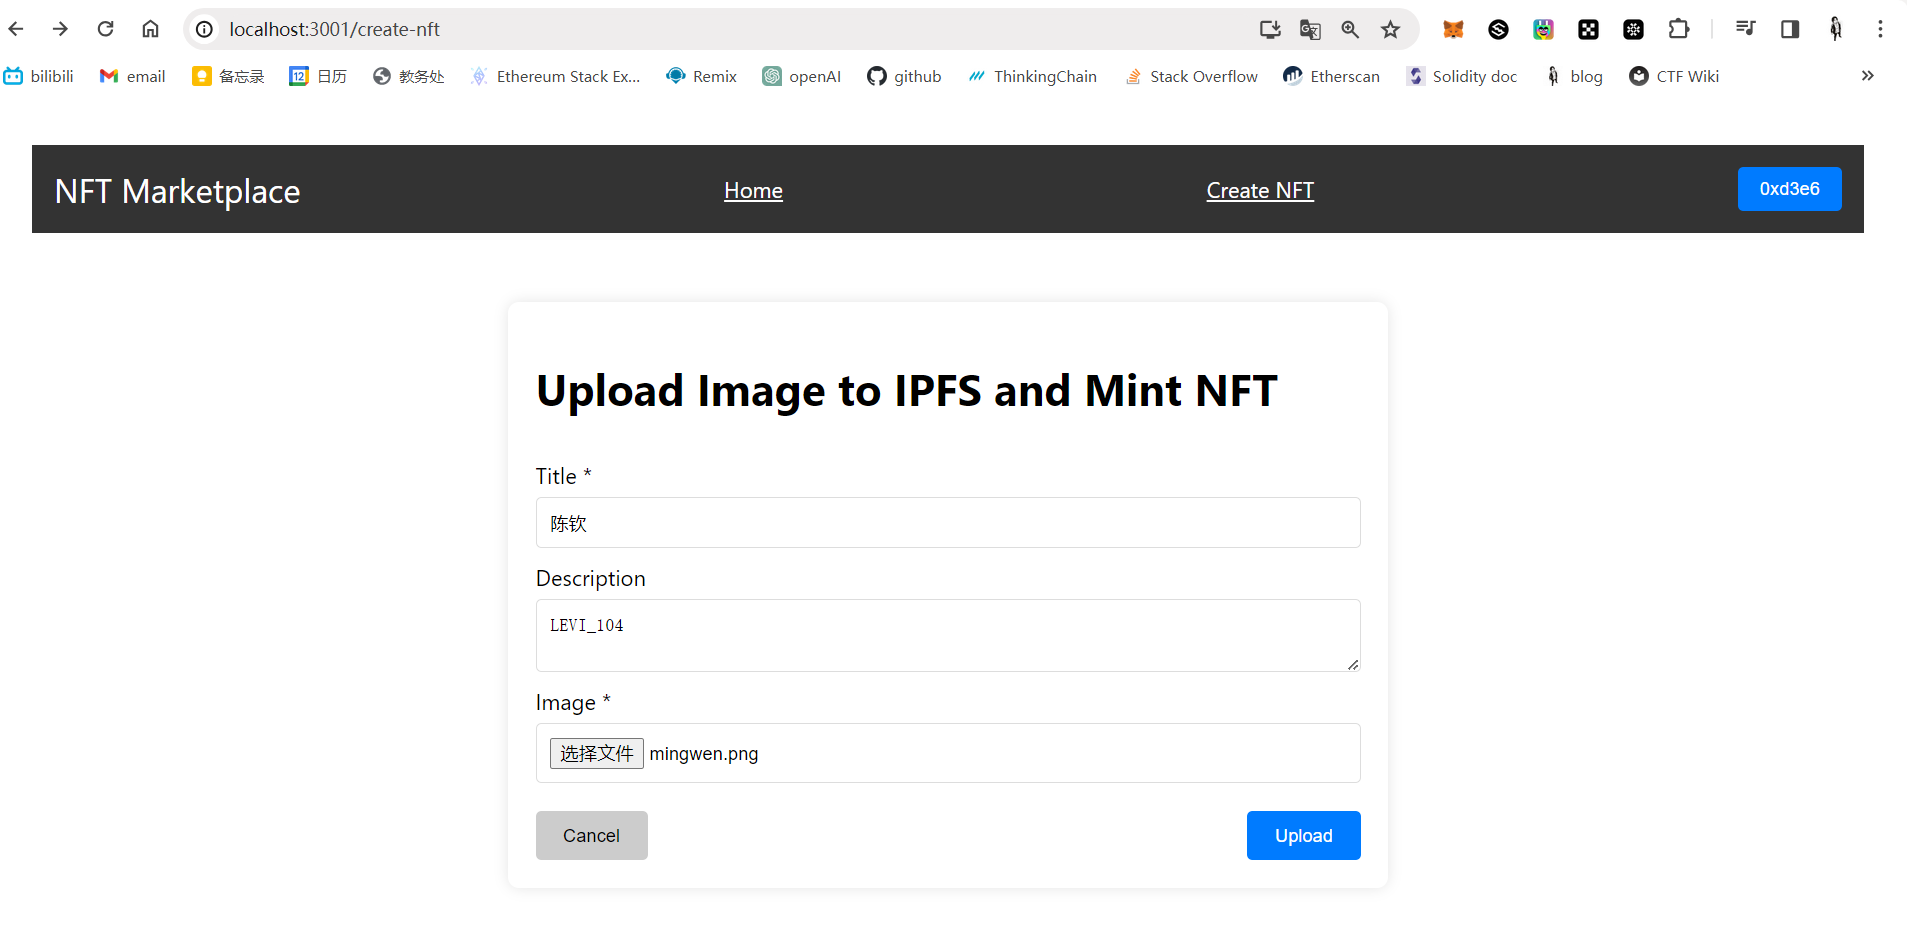 localhost:3001/create-nft
bilibili email 备忘录 12 日历 教务处 Ethereum Stack Ex... Remix openAI github ThinkingChain Stack Overflow Etherscan Solidity doc blog CTF Wiki »
NFT Marketplace Home Create NFT 0xd3e6
Upload Image to IPFS and Mint NFT
Title *
陈钦
Description
LEVI_104
Image *
选择文件 mingwen.png
Cancel Upload